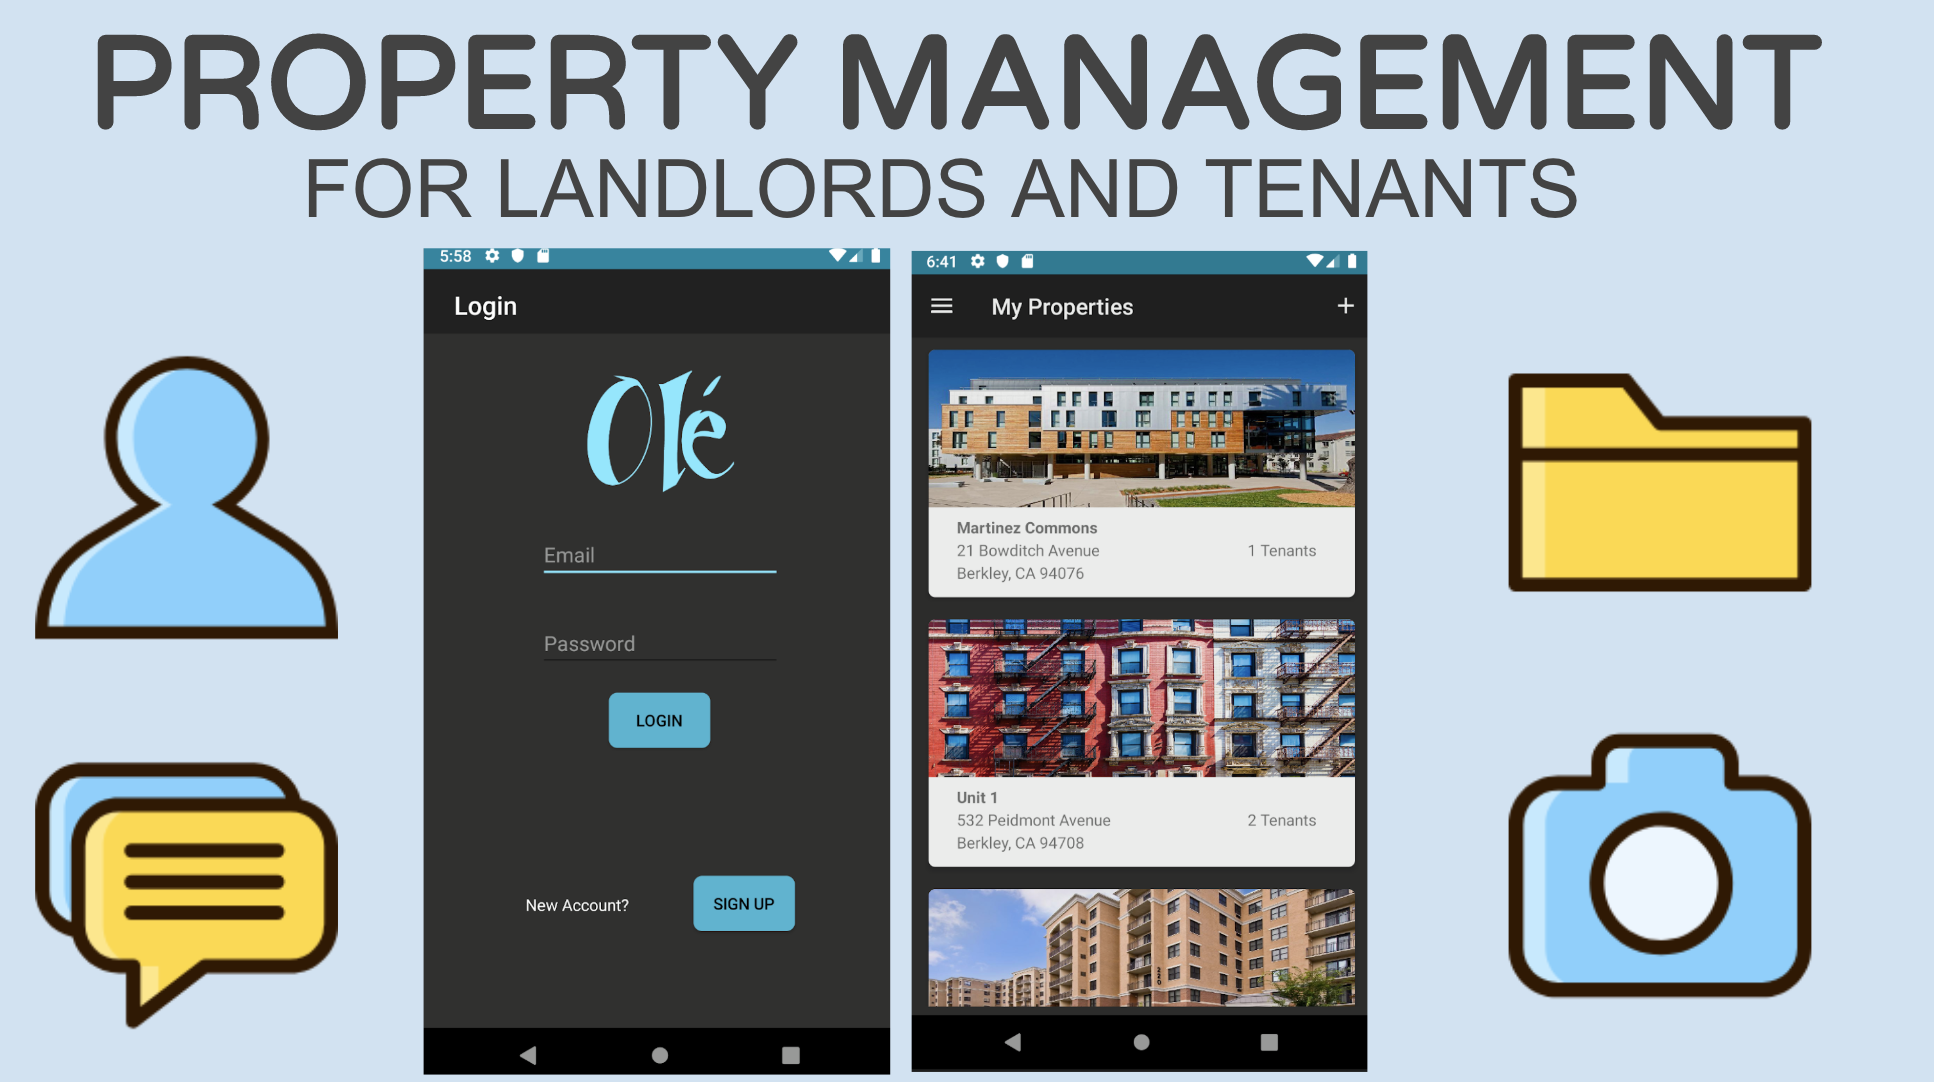 PROPERTY MANAGEMENT
FOR LANDLORDS AND TENANTS
5:58
Login
Olé
Email
Password
LOGIN
New Account?
SIGN UP
6:41
My Properties
Martinez Commons
21 Bowditch Avenue
1 Tenants
Berkley, CA 94076
Unit 1
532 Peidmont Avenue
2 Tenants
Berkley, CA 94708